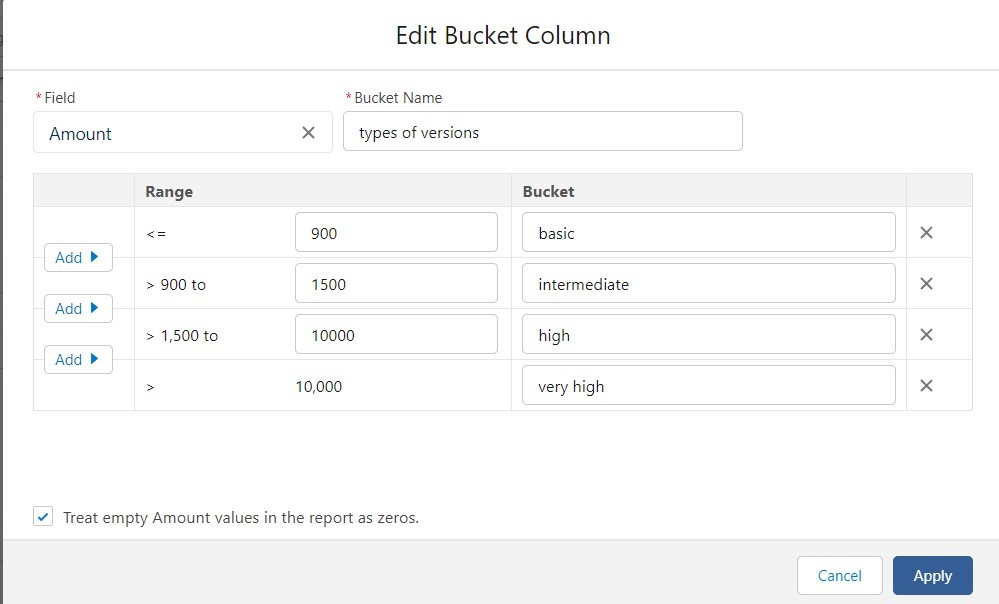 Edit Bucket Column
* Field
* Bucket Name
Amount
types of versions
Range
Bucket
<= 900 basic
Add
> 900 to 1500 intermediate
Add
> 1,500 to 10000 high
Add
> 10,000 very high
Treat empty Amount values in the report as zeros.
Cancel
Apply